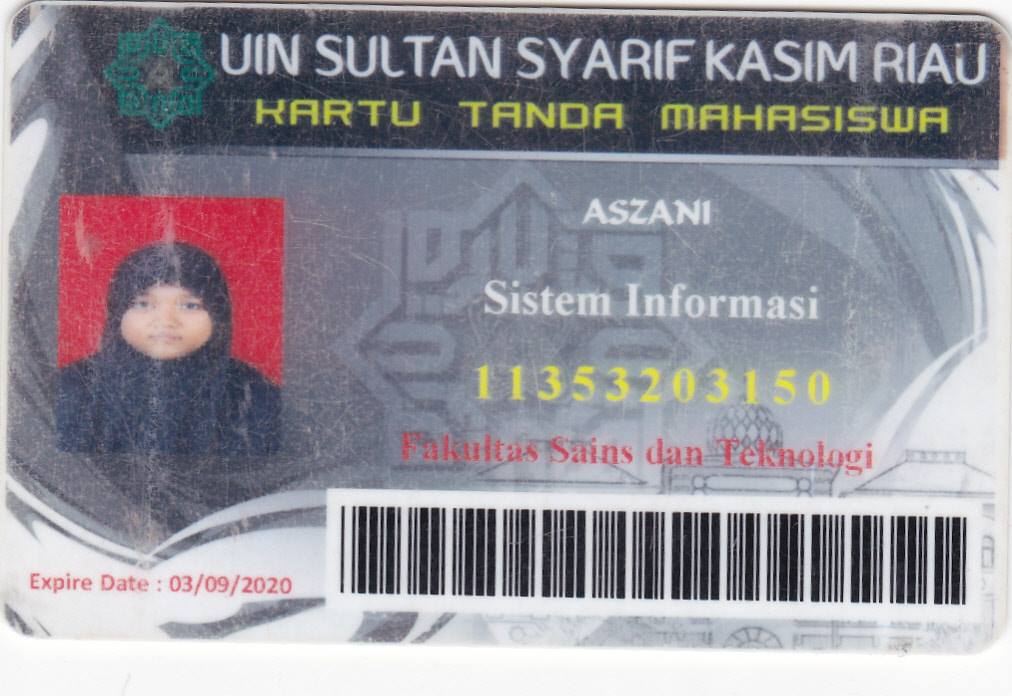 UIN SULTAN SYARIF KASIM RIAU
KARTU TANDA MAHASISWA
ASZANI
Sistem Informasi
11353203150
Fakultas Sains dan Teknologi
Expire Date : 03/09/2020